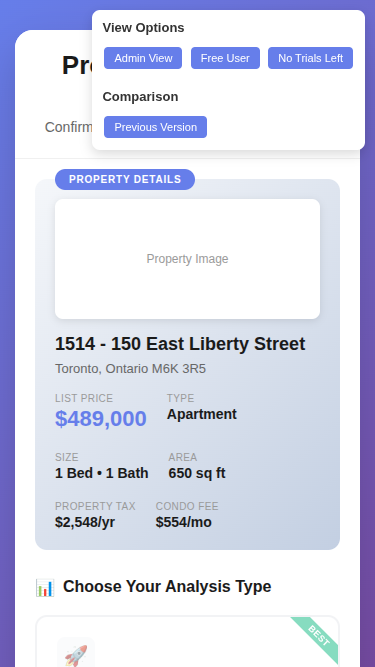 View Options
Admin View Free User No Trials Left
Comparison
Previous Version
Confirm
PROPERTY DETAILS
Property Image
1514 - 150 East Liberty Street
Toronto, Ontario M6K 3R5
LIST PRICE TYPE
$489,000 Apartment
SIZE AREA
1 Bed • 1 Bath 650 sq ft
PROPERTY TAX CONDO FEE
$2,548/yr $554/mo
Choose Your Analysis Type
BEST